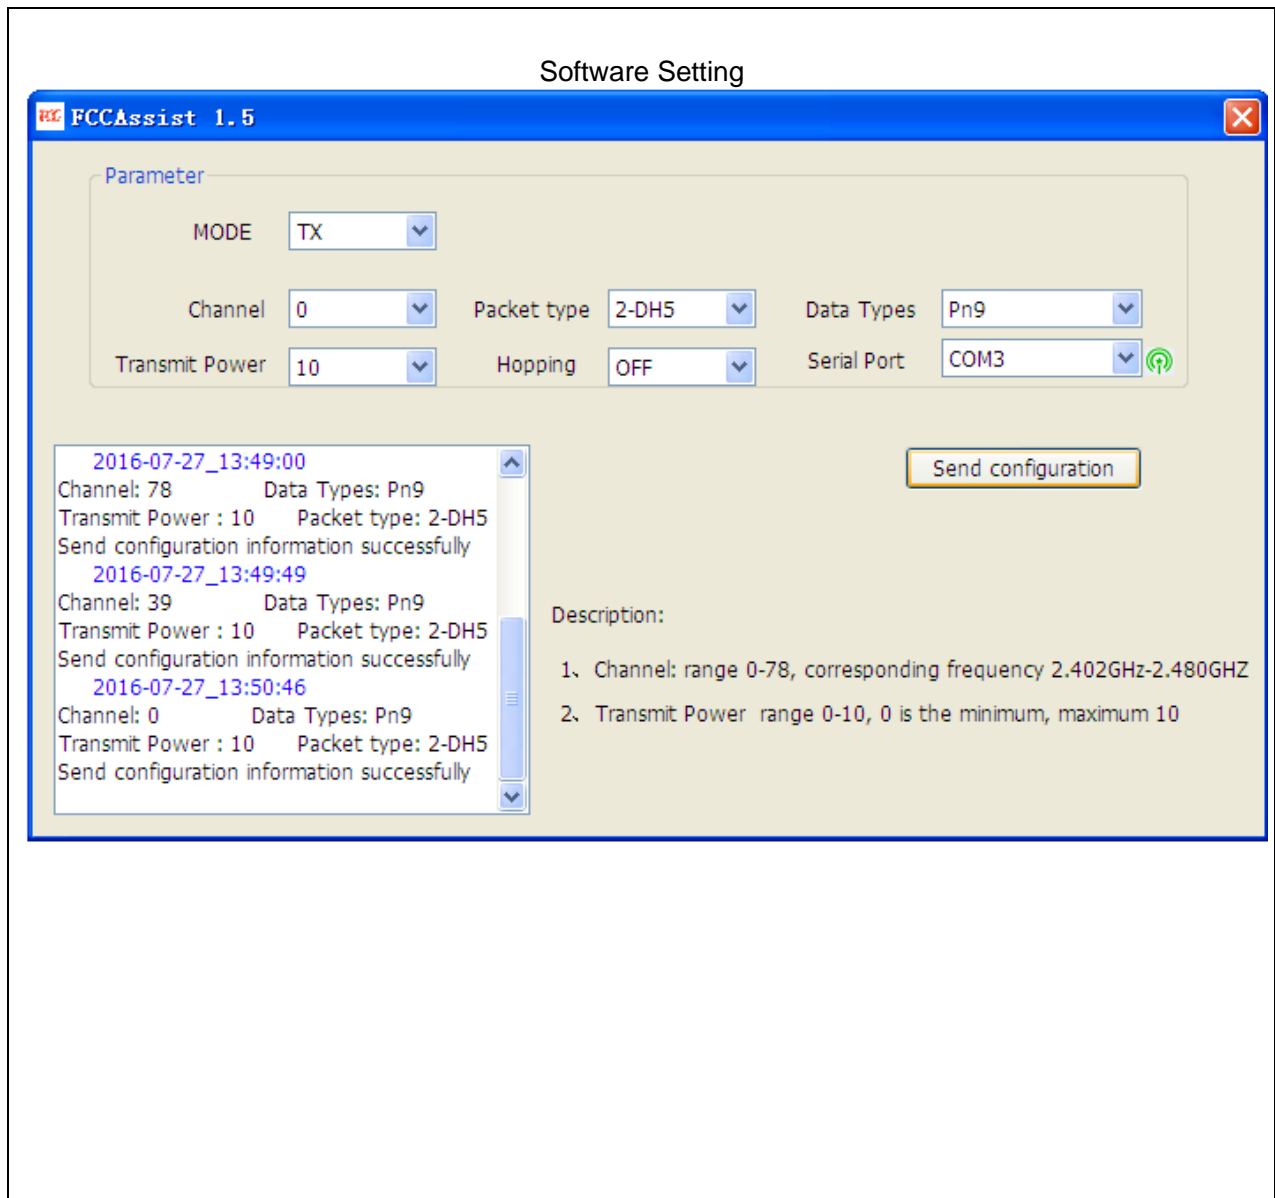 Software Setting
FCC FCCAssist 1.5
Parameter
MODE TX
Channel 0 Packet type 2-DH5 Data Types Pn9
Transmit Power 10 Hopping OFF Serial Port COM3
2016-07-27_13:49:00
Channel: 78 Data Types: Pn9
Transmit Power : 10 Packet type: 2-DH5
Send configuration information successfully
2016-07-27_13:49:49
Channel: 39 Data Types: Pn9
Transmit Power : 10 Packet type: 2-DH5
Send configuration information successfully
2016-07-27_13:50:46
Channel: 0 Data Types: Pn9
Transmit Power : 10 Packet type: 2-DH5
Send configuration information successfully
Send configuration
Description:
1、Channel: range 0-78, corresponding frequency 2.402GHz-2.480GHZ
2、Transmit Power range 0-10, 0 is the minimum, maximum 10